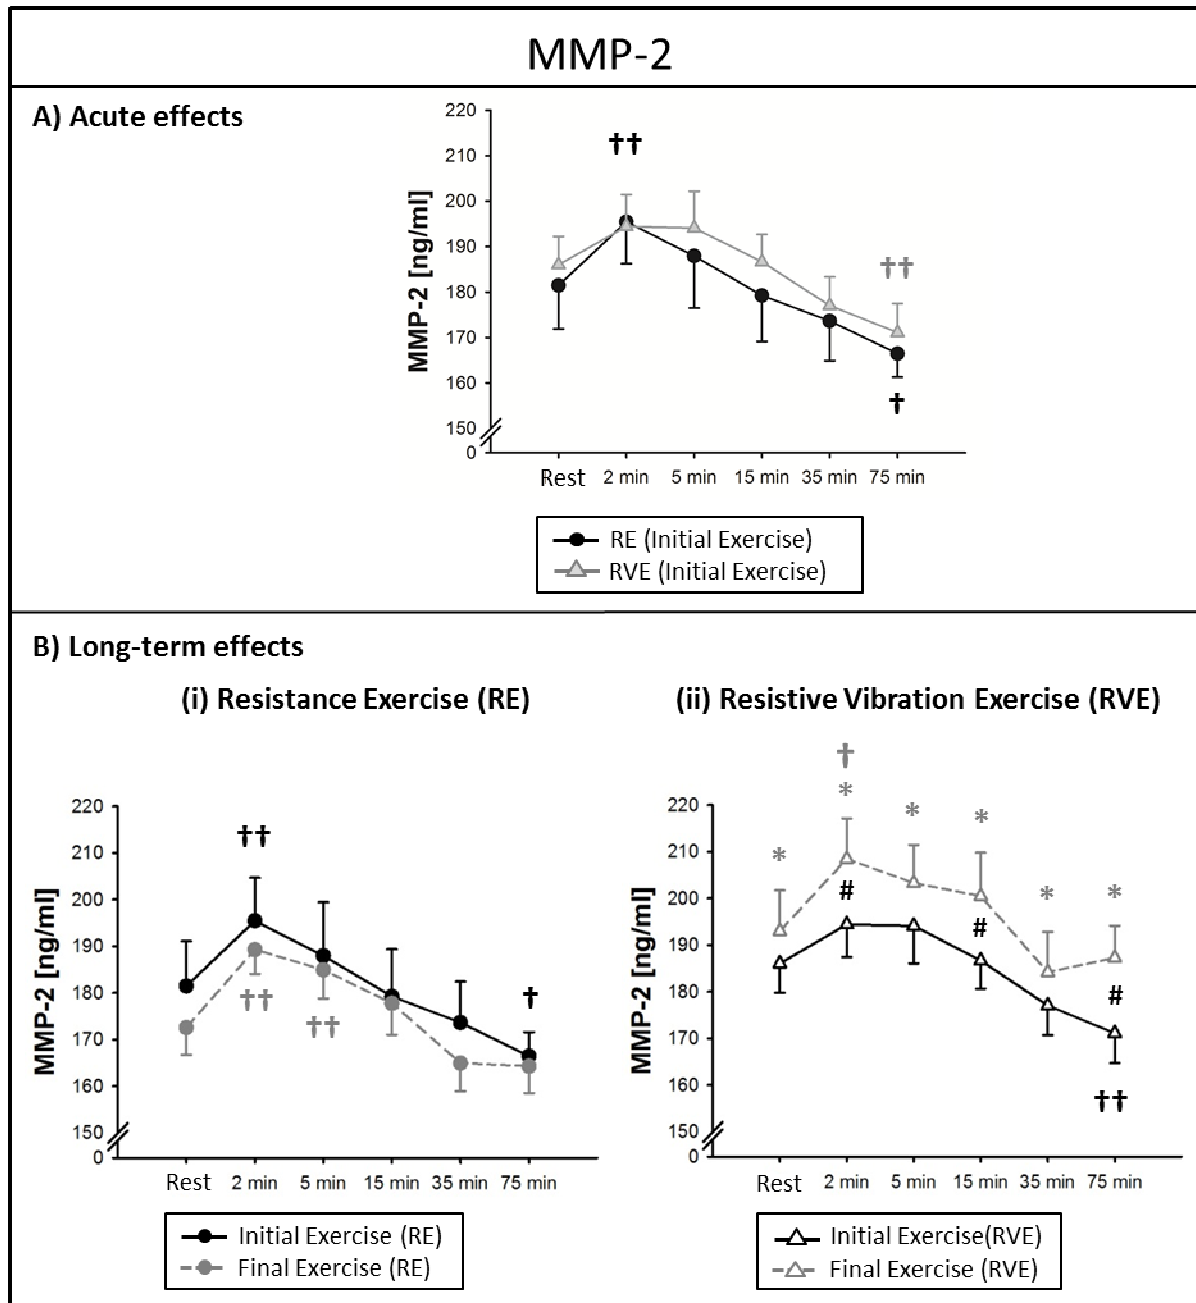 MMP-2
A) Acute effects
MMP-2 [ng/ml]
220
210
200
190
180
170
160
150
0
††
††
†
Rest 2 min 5 min 15 min 35 min 75 min
RE (Initial Exercise)
RVE (Initial Exercise)
B) Long-term effects
(i) Resistance Exercise (RE)
MMP-2 [ng/ml]
220
210
200
190
180
170
160
150
0
††
††
††
†
Rest 2 min 5 min 15 min 35 min 75 min
Initial Exercise (RE)
Final Exercise (RE)
(ii) Resistive Vibration Exercise (RVE)
MMP-2 [ng/ml]
220
210
200
190
180
170
160
150
0
†
* * * * * *
# # #
††
Rest 2 min 5 min 15 min 35 min 75 min
Initial Exercise(RVE)
Final Exercise (RVE)